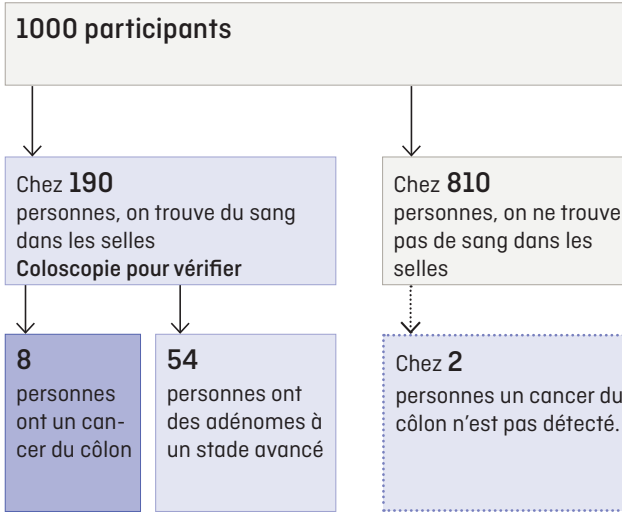 1000 participants
Chez 190
personnes, on trouve du sang
dans les selles
Coloscopie pour vérifier
Chez 810
personnes, on ne trouve
pas de sang dans les
selles
8
personnes
ont un can-
cer du côlon
54
personnes ont
des adénomes à
un stade avancé
Chez 2
personnes un cancer du
côlon n’est pas détecté.